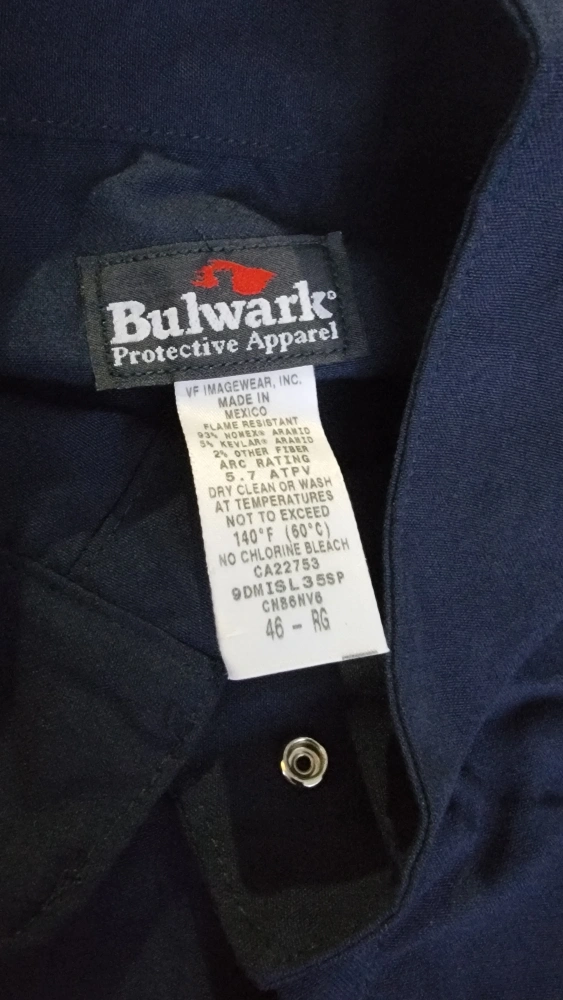 Bulwark®
Protective Apparel
VF IMAGEWEAR, INC.
MADE IN
MEXICO
FLAME RESISTANT
93% NOMEX® ARAMID
5% KEVLAR® ARAMID
2% OTHER FIBER
ARC RATING
5.7 ATPV
DRY CLEAN OR WASH
AT TEMPERATURES
NOT TO EXCEED
140°F (60°C)
NO CHLORINE BLEACH
CA22753
9DMISL35SP
CNB6NV6
46 - RG